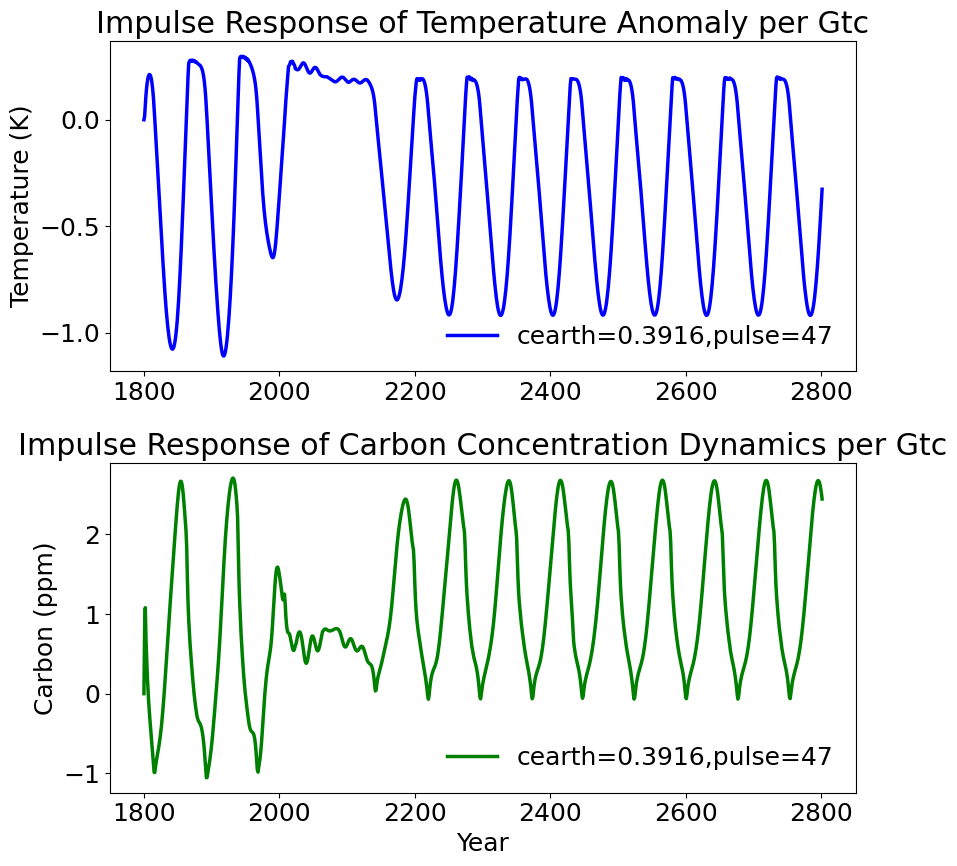 Impulse Response of Temperature Anomaly per Gtc
Temperature (K)
0.0
−0.5
−1.0
cearth=0.3916,pulse=47
1800 2000 2200 2400 2600 2800
Impulse Response of Carbon Concentration Dynamics per Gtc
Carbon (ppm)
2
1
0
−1
cearth=0.3916,pulse=47
1800 2000 2200 2400 2600 2800
Year